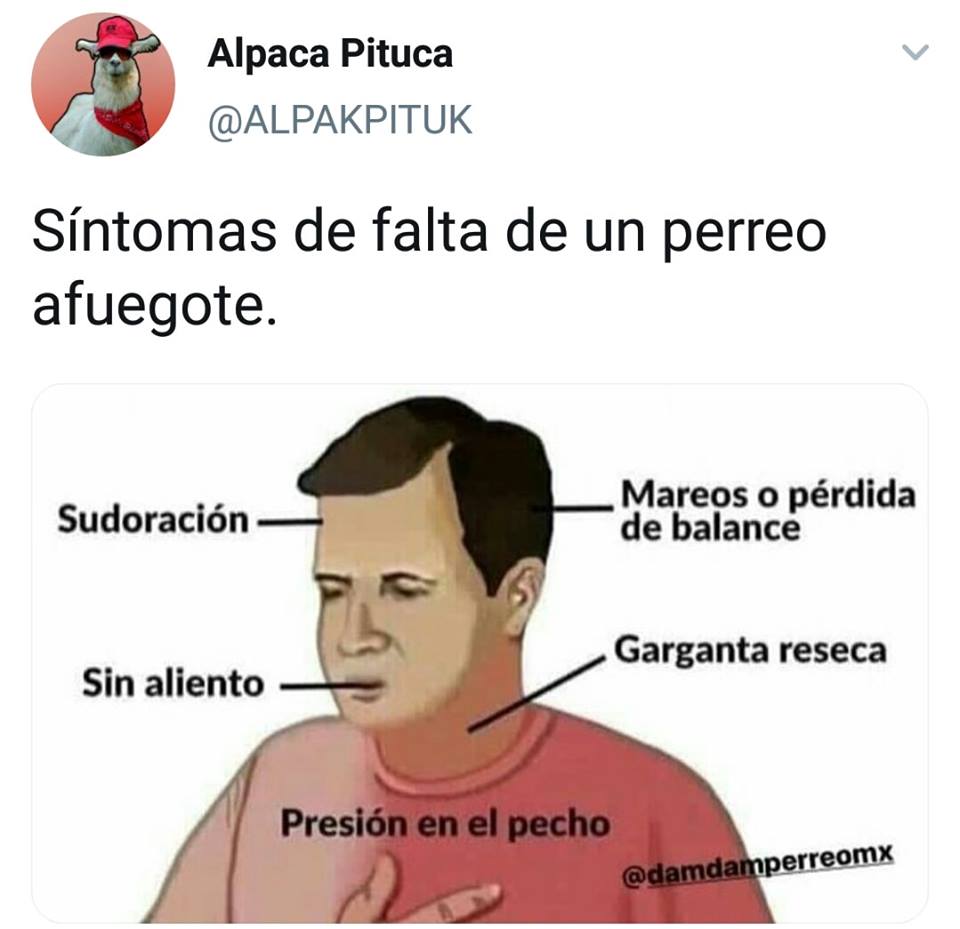 Alpaca Pituca
@ALPAKPITUK
Síntomas de falta de un perreo
afuegote.
Sudoración
Mareos o pérdida
de balance
Garganta reseca
Sin aliento
Presión en el pecho
@damdamperreomx